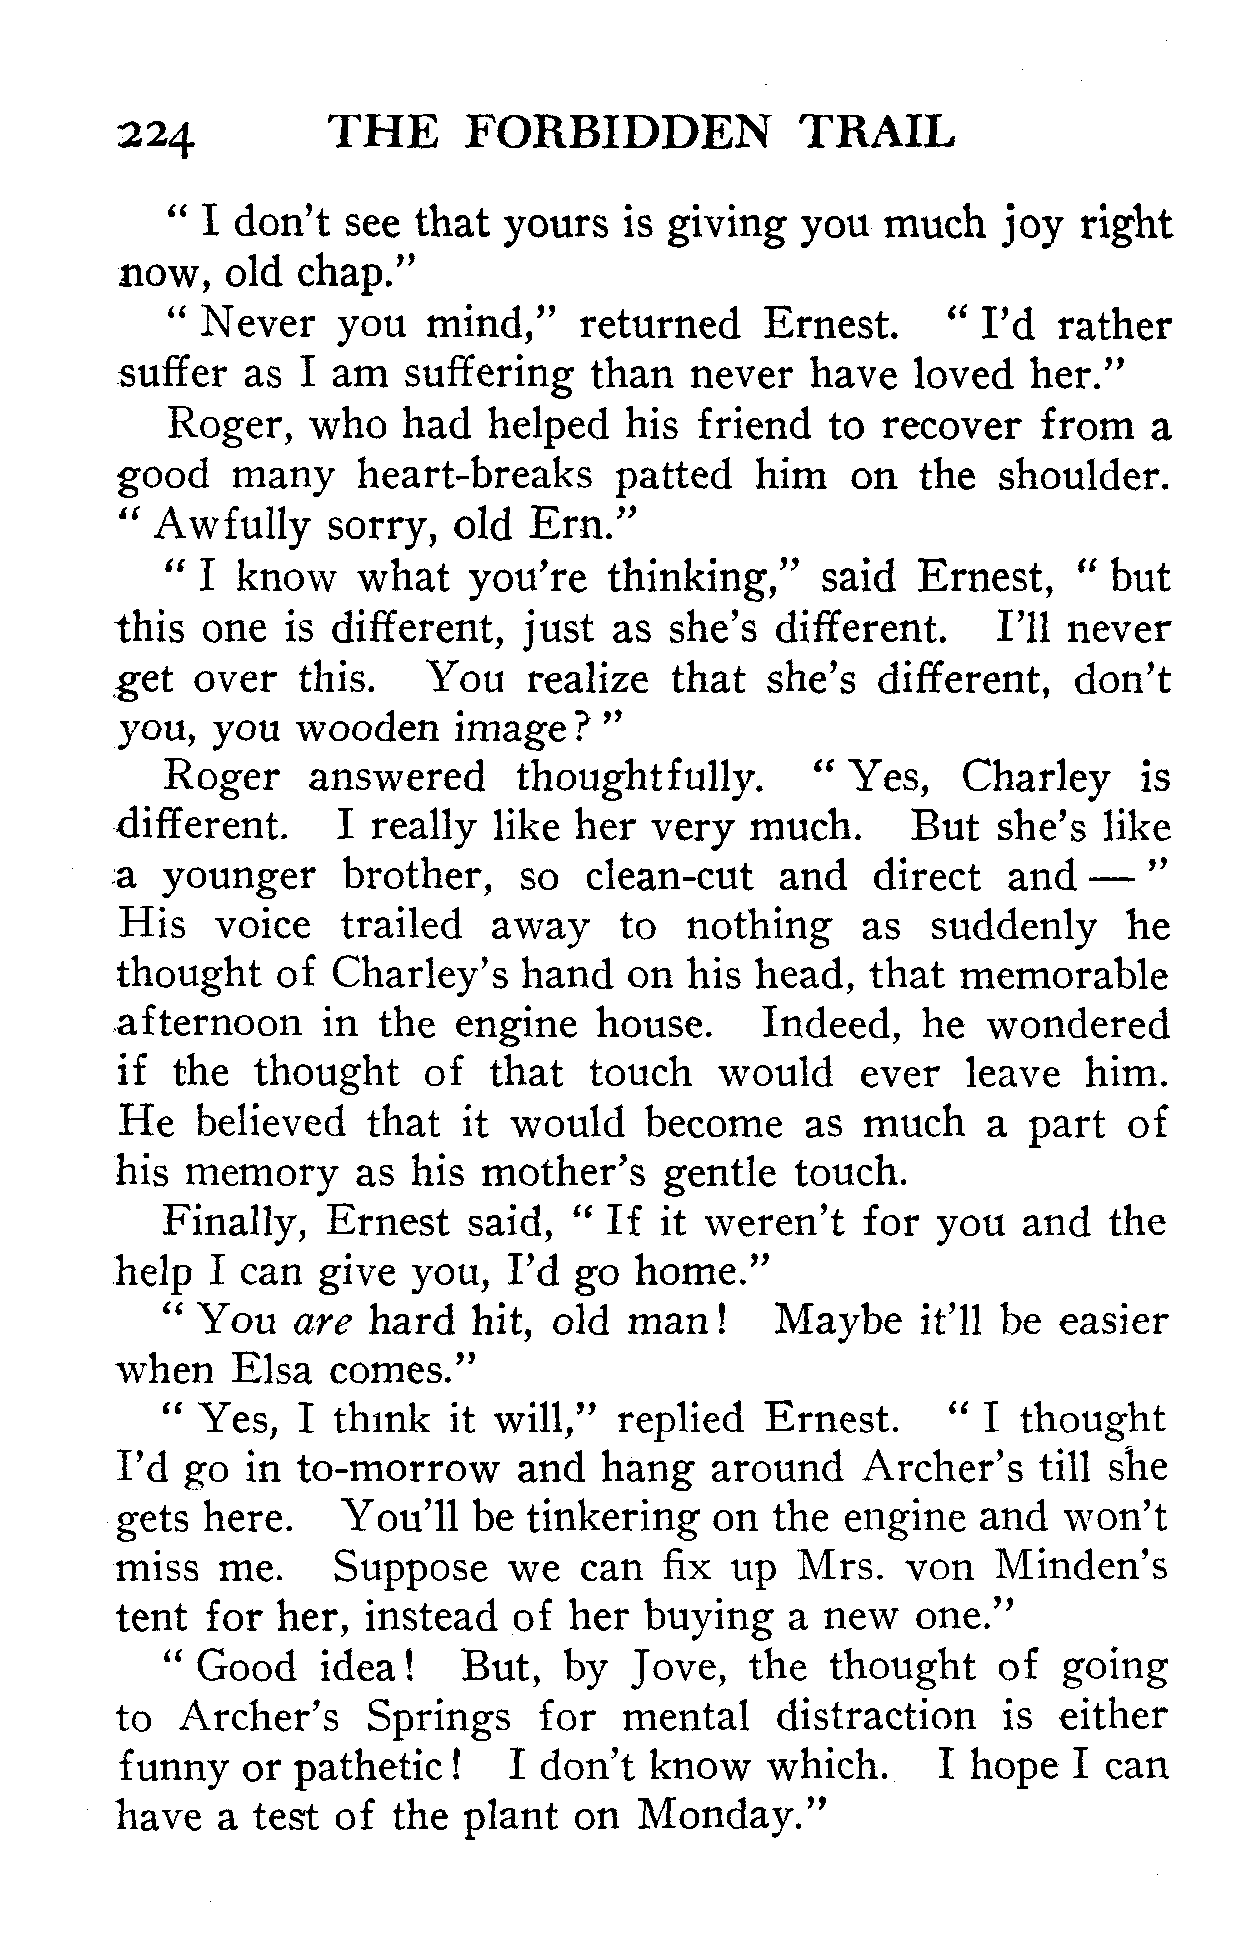 224 THE FORBIDDEN TRAIL
" I don't see that yours is giving you much joy right
now, old chap."
" Never you mind," returned Ernest. " I'd rather
suffer as I am suffering than never have loved her."
Roger, who had helped his friend to recover from a
good many heart-breaks patted him on the shoulder.
" Awfully sorry, old Ern."
" I know what you're thinking," said Ernest, " but
this one is different, just as she's different. I'll never
get over this. You realize that she's different, don't
you, you wooden image? "
Roger answered thoughtfully. " Yes, Charley is
different. I really like her very much. But she's like
a younger brother, so clean-cut and direct and — "
His voice trailed away to nothing as suddenly he
thought of Charley's hand on his head, that memorable
afternoon in the engine house. Indeed, he wondered
if the thought of that touch would ever leave him.
He believed that it would become as much a part of
his memory as his mother's gentle touch.
Finally, Ernest said, " If it weren't for you and the
help I can give you, I'd go home."
" You are hard hit, old man! Maybe it'll be easier
when Elsa comes."
" Yes, I think it will," replied Ernest. " I thought
I'd go in to-morrow and hang around Archer's till she
gets here. You'll be tinkering on the engine and won't
miss me. Suppose we can fix up Mrs. von Minden's
tent for her, instead of her buying a new one."
" Good idea! But, by Jove, the thought of going
to Archer's Springs for mental distraction is either
funny or pathetic! I don't know which. I hope I can
have a test of the plant on Monday."